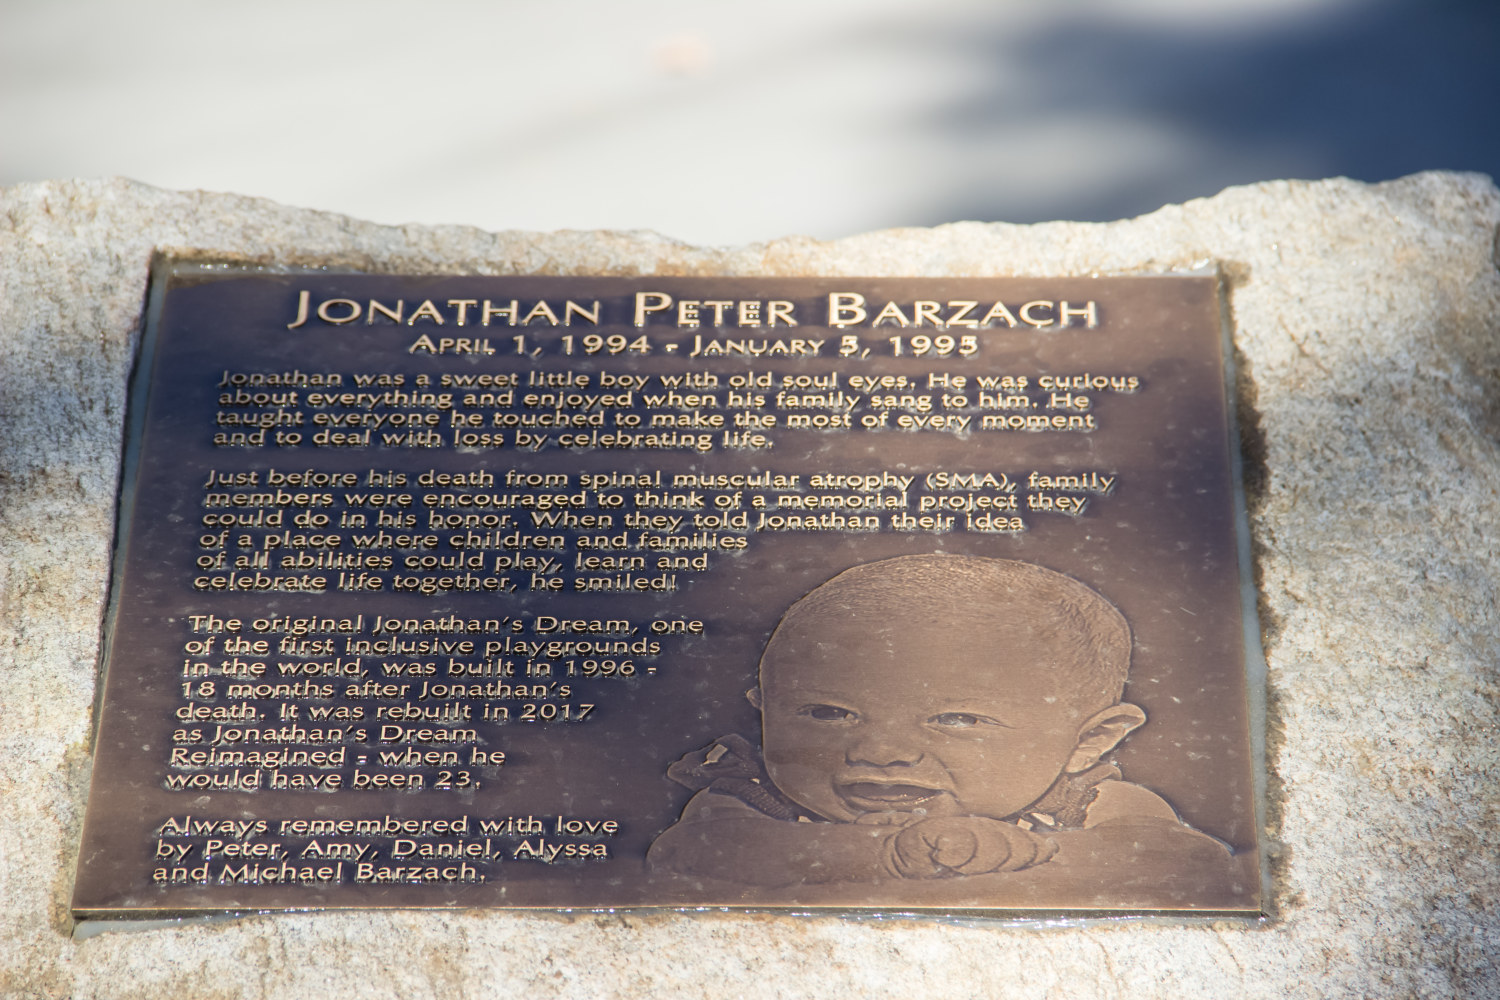 JONATHAN PETER BARZACH
APRIL 1, 1994 - JANUARY 5, 1995
Jonathan was a sweet little boy with old soul eyes. He was curious
about everything and enjoyed when his family sang to him. He
taught everyone he touched to make the most of every moment
and to deal with loss by celebrating life.
Just before his death from spinal muscular atrophy (SMA), family
members were encouraged to think of a memorial project they
could do in his honor. When they told Jonathan their idea
of a place where children and families
of all abilities could play, learn and
celebrate life together, he smiled!
The original Jonathan's Dream, one
of the first inclusive playgrounds
in the world, was built in 1996 -
18 months after Jonathan's
death. It was rebuilt in 2017
as Jonathan's Dream
Reimagined - when he
would have been 23.
Always remembered with love
by Peter, Amy, Daniel, Alyssa
and Michael Barzach.